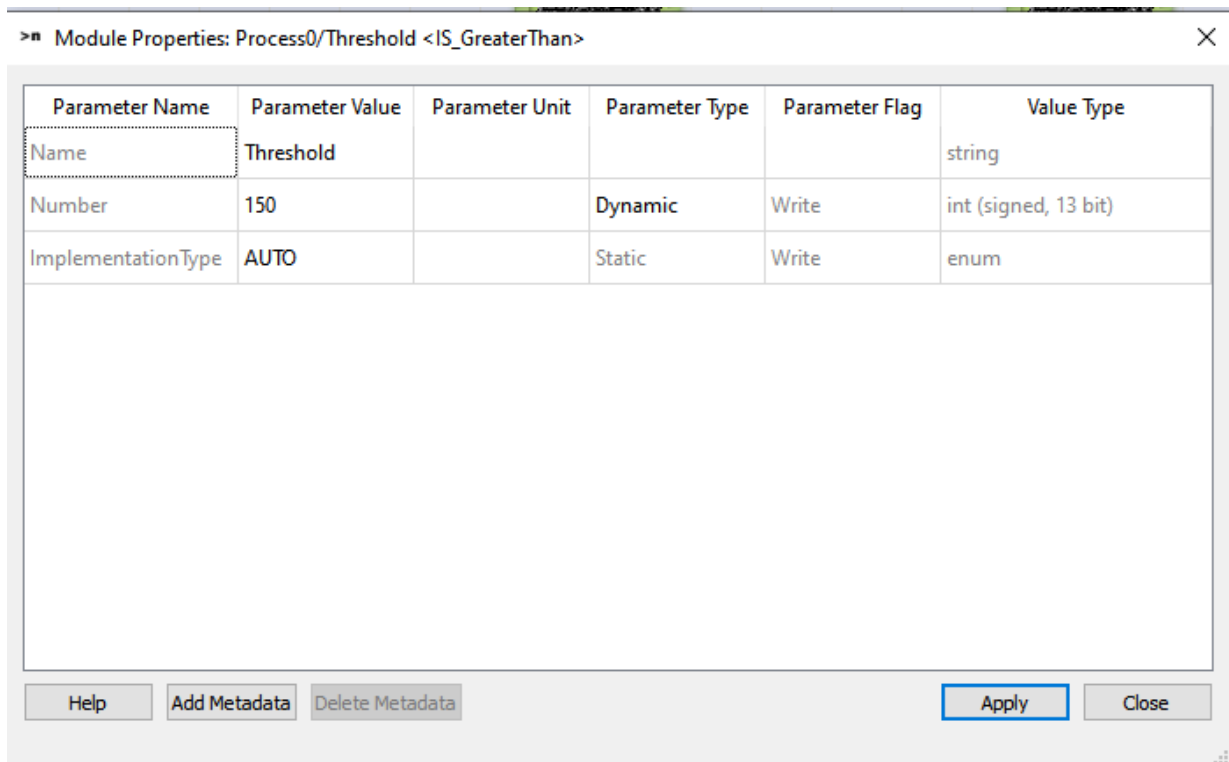 >n Module Properties: Process0/Threshold <IS_GreaterThan>
Parameter Name Parameter Value Parameter Unit Parameter Type Parameter Flag Value Type
Name Threshold string
Number 150 Dynamic Write int (signed, 13 bit)
ImplementationType AUTO Static Write enum
Help Add Metadata Delete Metadata Apply Close